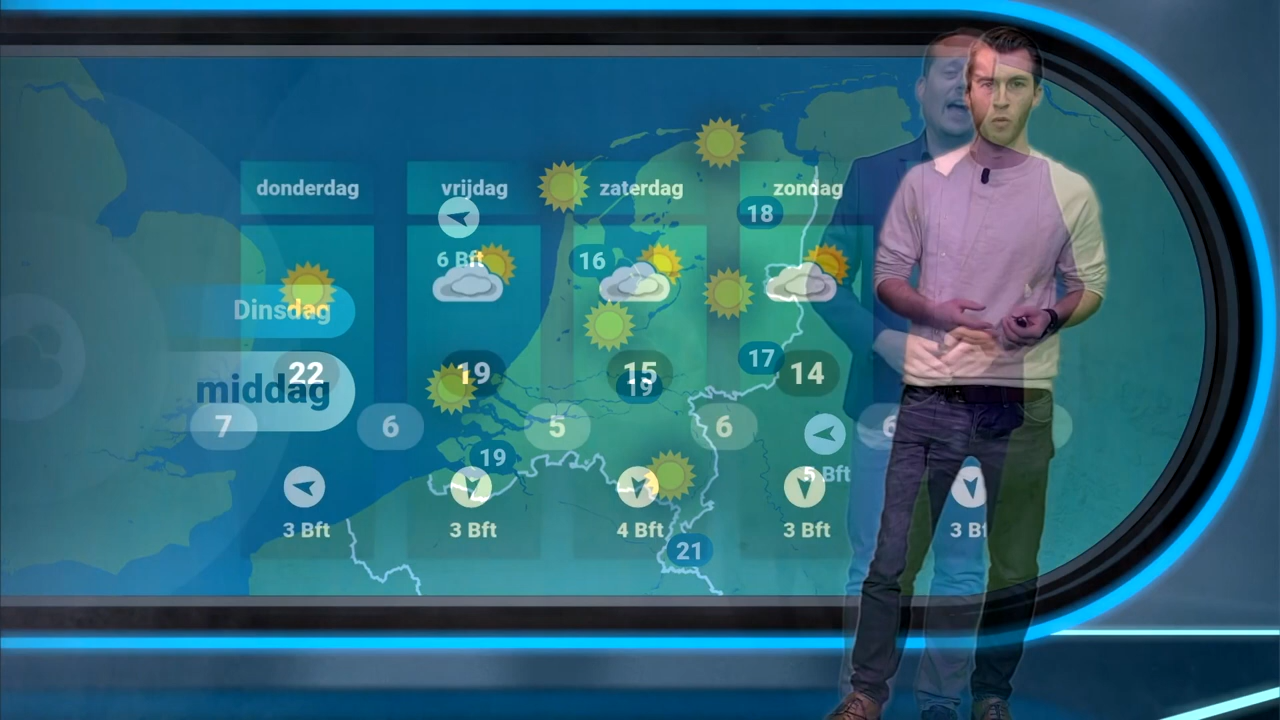 donderdag vrijdag zaterdag zondag
18
6 Bft 16
Dinsdag
17
22 19 15 14
19
middag
7 6 5 6 6
19 5 Bft
3 Bft 3 Bft 4 Bft 3 Bft 3 Bf
21